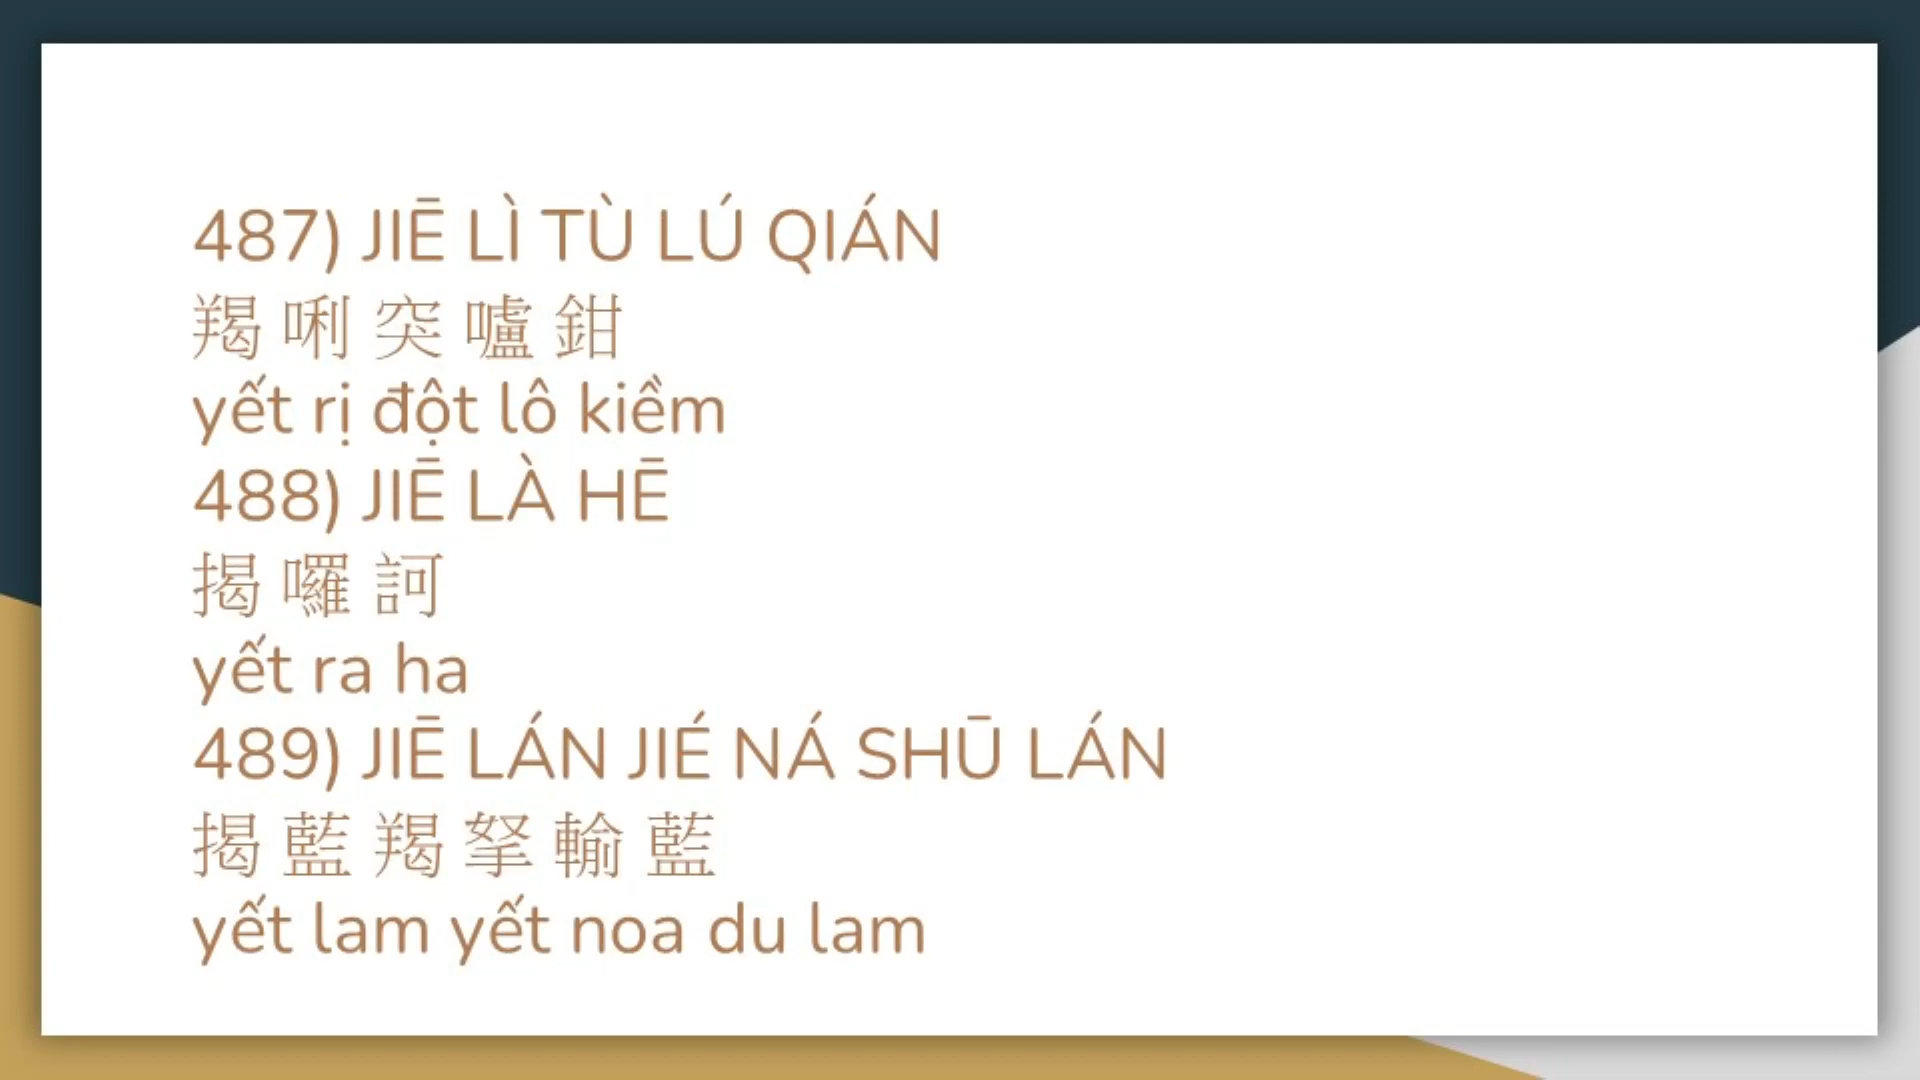 487) JIĒ LÌ TÙ LÚ QIÁN
羯 唎 突 嚧 鉗
yết rị đột lô kiềm
488) JIĒ LÀ HĒ
揭 囉 訶
yết ra ha
489) JIĒ LÁN JIÉ NÁ SHŪ LÁN
揭 藍 羯 拏 輸 藍
yết lam yết noa du lam